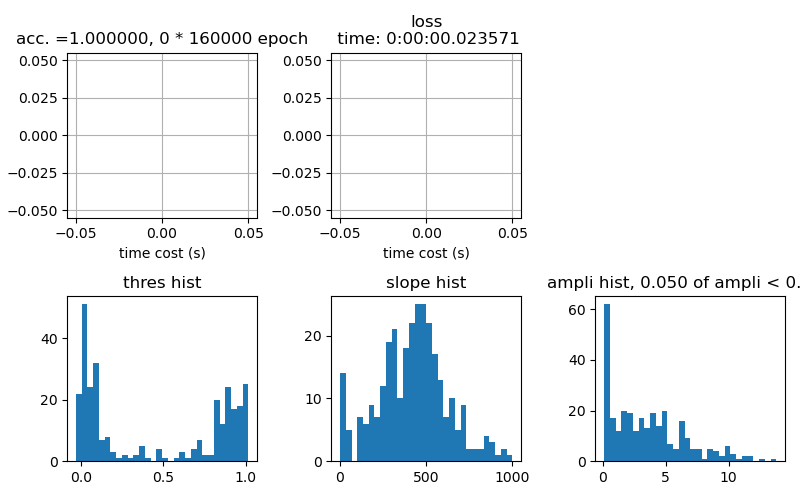 acc. =1.000000, 0 * 160000 epoch
0.050
0.025
0.000
−0.025
−0.050
−0.05 0.00 0.05
time cost (s)
loss
time: 0:00:00.023571
0.050
0.025
0.000
−0.025
−0.050
−0.05 0.00 0.05
time cost (s)
thres hist
40
20
0
0.0 0.5 1.0
slope hist
20
10
0
0 500 1000
ampli hist, 0.050 of ampli < 0.
60
40
20
0
0 5 10